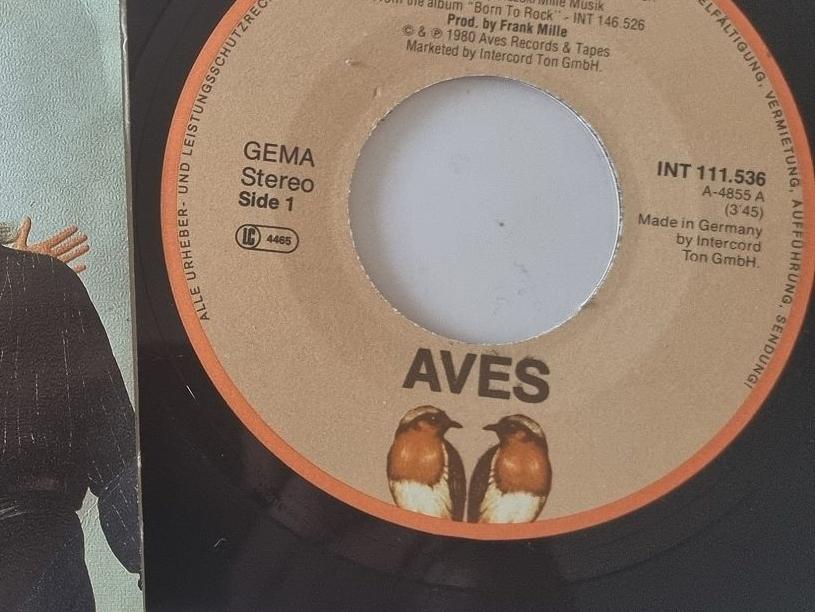 Mille Musik
from the album "Born To Rock" - INT 146.526
Prod. by Frank Mille
© & ℗ 1980 Aves Records & Tapes
Marketed by Intercord Ton GmbH.
GEMA
Stereo
Side 1
LC 4465
INT 111.536
A-4855 A
(3'45)
Made in Germany
by Intercord
Ton GmbH.
AVES
ALLE URHEBER- UND LEISTUNGSSCHUTZREC
ELFÄLTIGUNG, VERMIETUNG, AUFFÜHRUNG, SENDUNG!